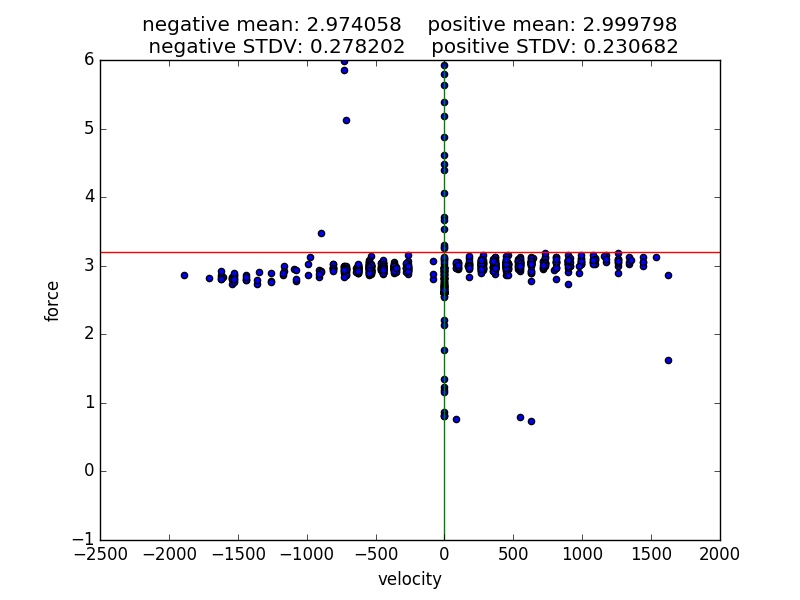 negative mean: 2.974058 positive mean: 2.999798
negative STDV: 0.278202 positive STDV: 0.230682
6
5
4
3
2
1
0
−1
force
−2500 −2000 −1500 −1000 −500 0 500 1000 1500 2000
velocity